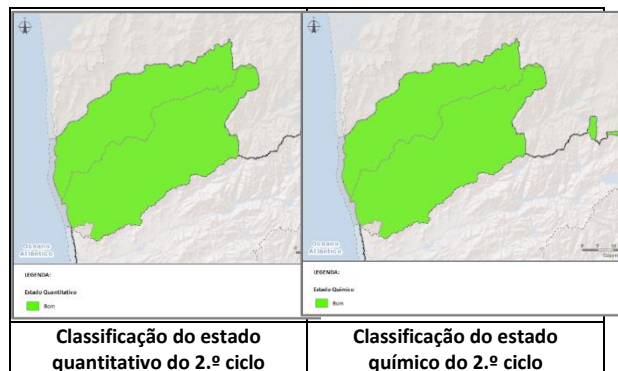 Oceano
Atlântico
LEGENDA:
Estado Quantitativo
Bom
Oceano
Atlântico
LEGENDA:
Estado Químico
Bom
Classificação do estado
quantitativo do 2.º ciclo
Classificação do estado
químico do 2.º ciclo